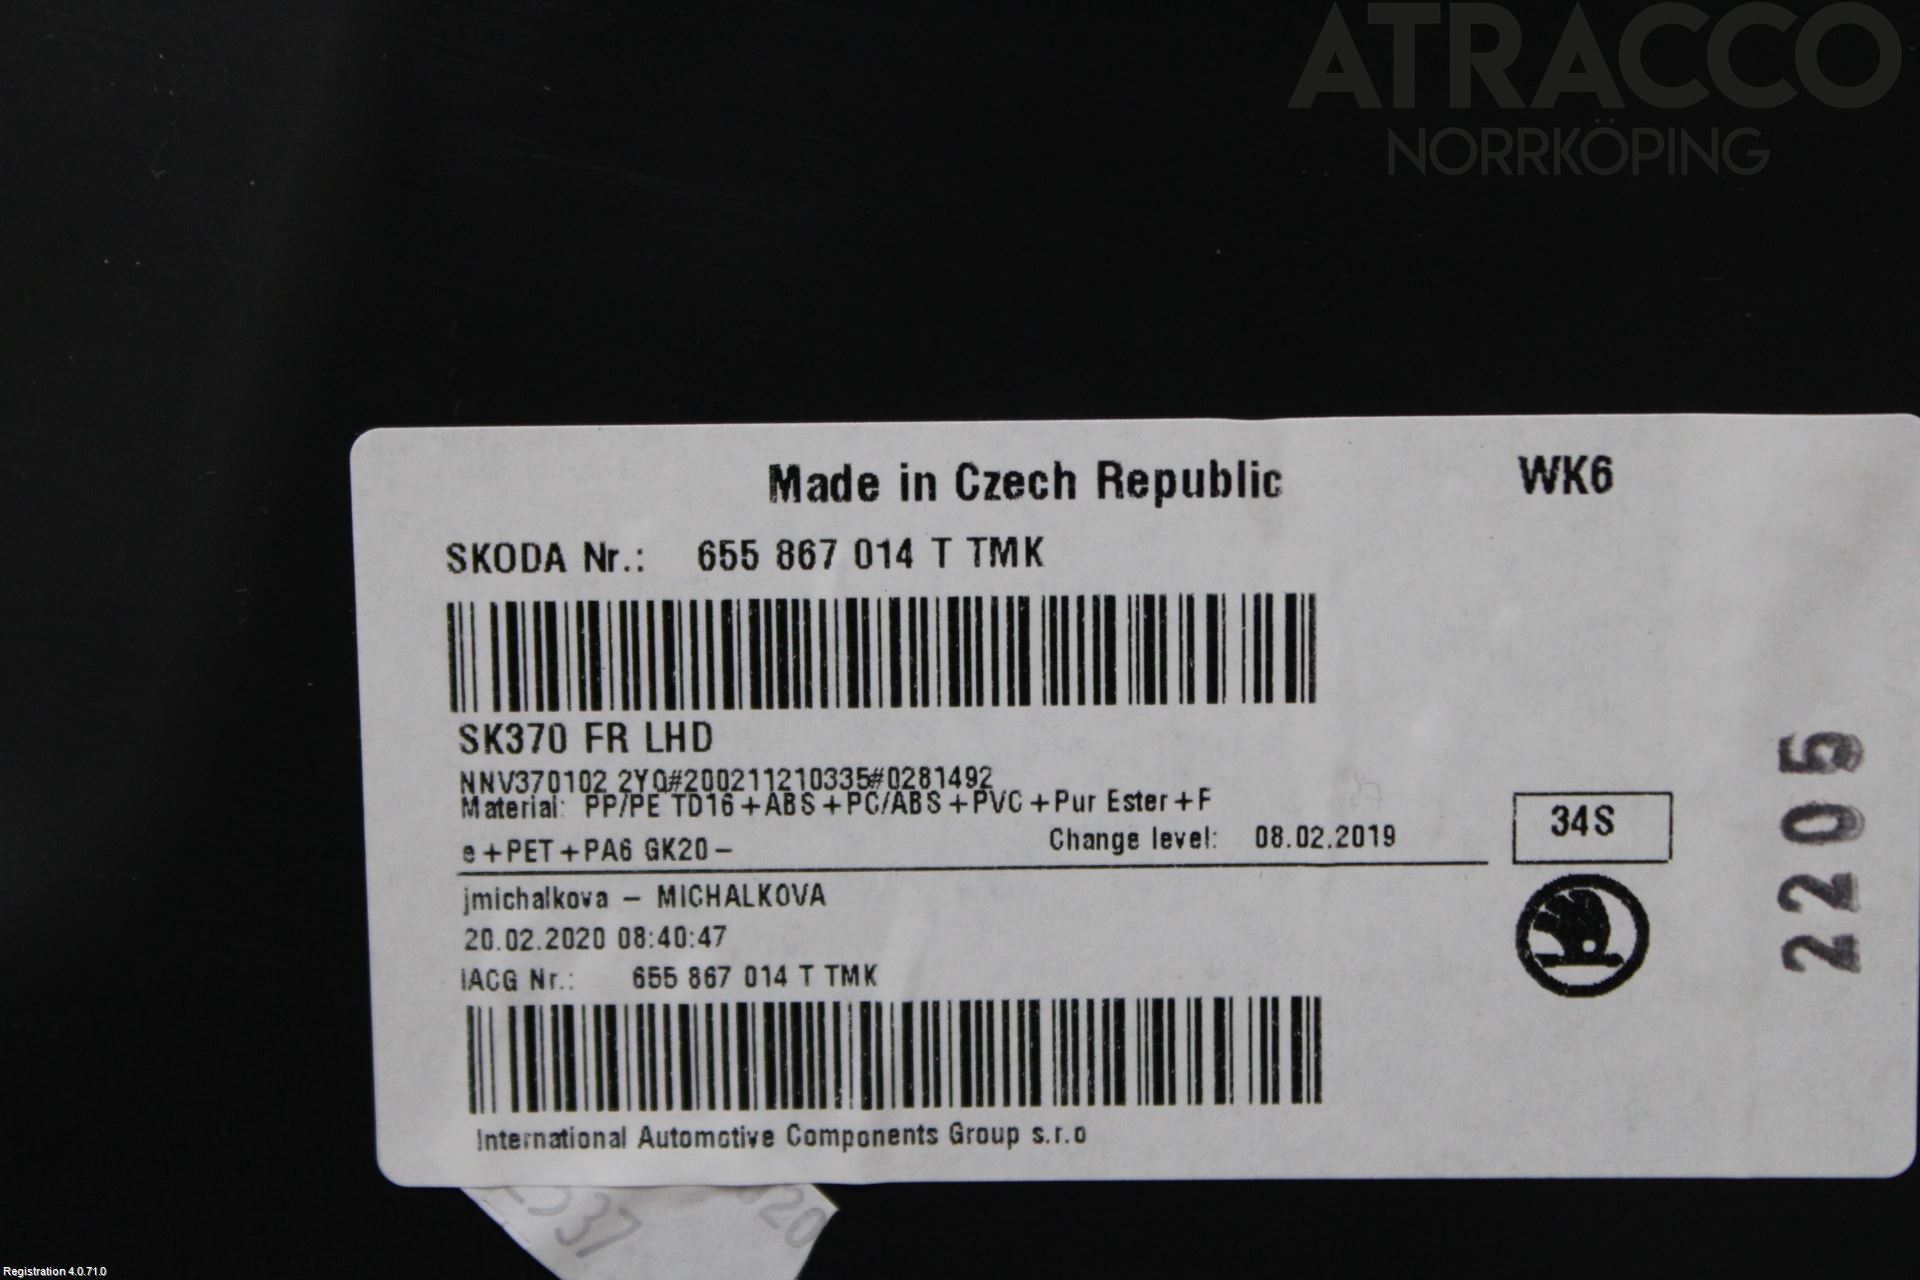 ATRACCO
NORRKÖPING
Made in Czech Republic
WK6
SKODA Nr.: 655 867 014 T TMK
SK370 FR LHD
NNV370102 2YQ#200211210335#0281492
Material: PP/PE TD16+ABS+PC/ABS+PVC+Pur Ester+F
e+PET+PA6 GK20-
Change level: 08.02.2019
34S
jmichalkova - MICHALKOVA
20.02.2020 08:40:47
IACG Nr.: 655 867 014 T TMK
International Automotive Components Group s.r.o
2205
Registration 4.0.71.0